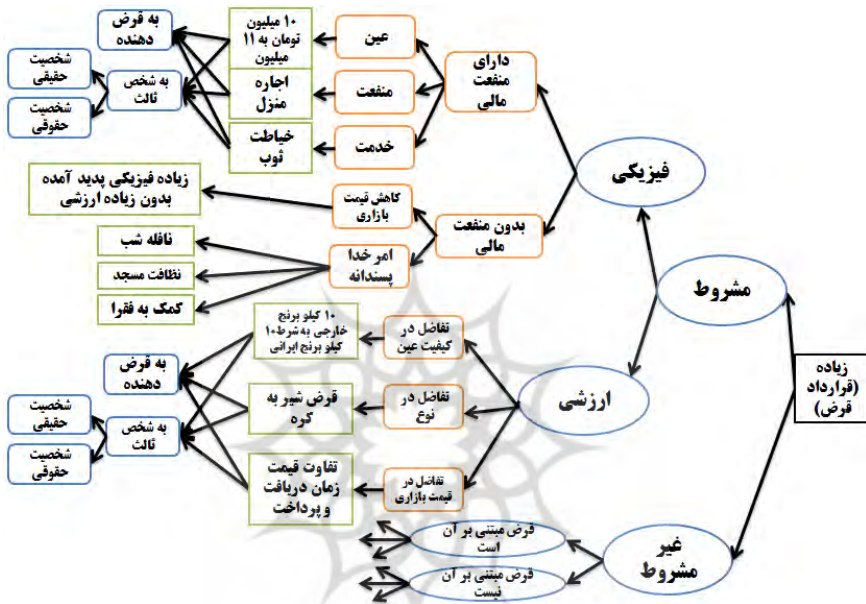 زیاده
(قرارداد
قرض)
مشروط
فیزیکی
دارای
منفعت
مالی
عین
۱۰ میلیون
تومان به ۱۱
میلیون
منفعت
اجاره
منزل
خدمت
خیاطت
ثوب
به قرض
دهنده
به شخص
ثالث
شخصیت
حقیقی
شخصیت
حقوقی
بدون منفعت
مالی
کاهش قیمت
بازاری
زیاده فیزیکی پدید آمده
بدون زیاده ارزشی
امر خدا
پسندانه
نافله شب
نظافت مسجد
کمک به فقرا
ارزشی
تفاضل در
کیفیت عین
۱۰ کیلو برنج
خارجی به شرط۱۰
کیلو برنج ایرانی
تفاضل در
نوع
قرض شیر به
کره
تفاضل در
قیمت بازاری
تفاوت قیمت
زمان دریافت
و پرداخت
به قرض
دهنده
به شخص
ثالث
شخصیت
حقیقی
شخصیت
حقوقی
غیر
مشروط
قرض مبتنی بر آن
است
قرض مبتنی بر آن
نیست